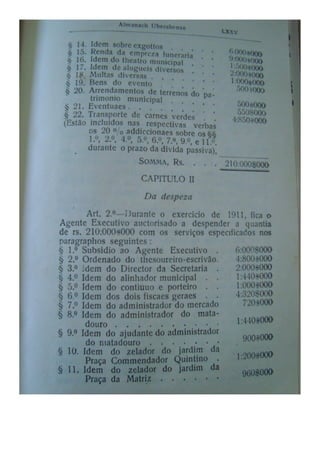 Almanach Uberabense LXXV
§ 14. Idem sobre exgottos . . . . . 6:000$000
§ 15. Renda da empreza funeraria . . . 9:000$000
§ 16. Idem do theatro municipal . . . 1:500$000
§ 17. Idem de alugueis diversos . . . 2:000$000
§ 18. Multas diversas . . . . . 1:000$000
§ 19. Bens do evento . . . . . 500$000
§ 20. Arrendamentos de terrenos do pa-
trimonio municipal . . . . 500$000
§ 21. Eventuaes . . . . . 550$000
§ 22. Transporte de carnes verdes . . 4:850$000
(Estão incluidos nas respectivas verbas
os 20 º/o addiccionaes sobre os §§
1.º, 2.º, 4.º, 5.º, 6.º, 7.º, 9.º, e 11.º,
durante o prazo da divida passiva).
SOMMA, Rs. . . . 210:000$000
CAPITULO II
Da despeza
Art. 2.º—Durante o exercicio de 1911, fica o
Agente Executivo auctorisado a despender a quantia
de rs. 210:000$000 com os serviços especificados nos
paragraphos seguintes :
§ 1.º Subsidio ao Agente Executivo . 6:000$000
§ 2.º Ordenado do thesoureiro-escrivão. 4:800$000
§ 3.º Idem do Director da Secretaria . 2:000$000
§ 4.º Idem do alinhador municipal . . 1:440$000
§ 5.º Idem do continuo e porteiro . . 1:000$000
§ 6.º Idem dos dois fiscaes geraes . . 4:320$000
§ 7.º Idem do administrador do mercado 720$000
§ 8.º Idem do administrador do mata-
douro . . . . . . . . . 1:440$000
§ 9.º Idem do ajudante do administrador
do matadouro . . . . . . . 900$000
§ 10. Idem do zelador do jardim da
Praça Commendador Quintino . 1:200$000
§ 11. Idem do zelador do jardim da
Praça da Matriz . . . . . . 960$000